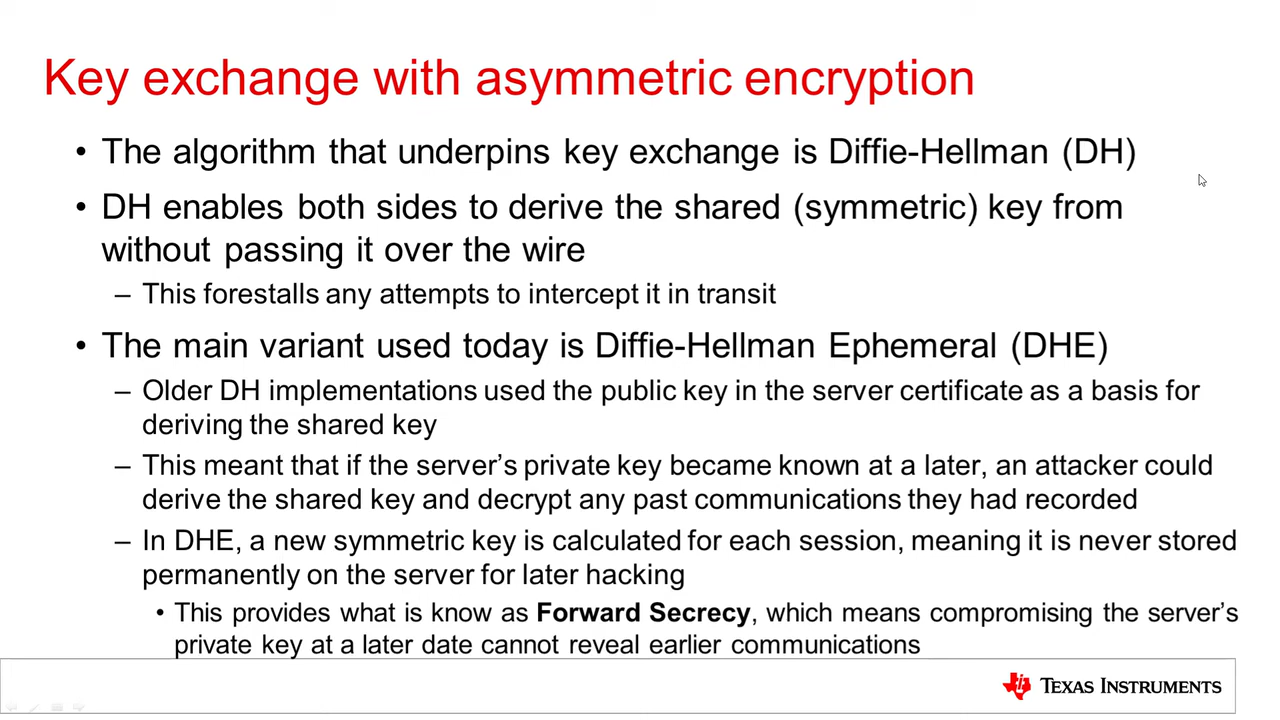 Key exchange with asymmetric encryption
• The algorithm that underpins key exchange is Diffie-Hellman (DH)
• DH enables both sides to derive the shared (symmetric) key from
without passing it over the wire
– This forestalls any attempts to intercept it in transit
• The main variant used today is Diffie-Hellman Ephemeral (DHE)
– Older DH implementations used the public key in the server certificate as a basis for
deriving the shared key
– This meant that if the server’s private key became known at a later, an attacker could
derive the shared key and decrypt any past communications they had recorded
– In DHE, a new symmetric key is calculated for each session, meaning it is never stored
permanently on the server for later hacking
• This provides what is know as Forward Secrecy, which means compromising the server’s
private key at a later date cannot reveal earlier communications
TEXAS INSTRUMENTS